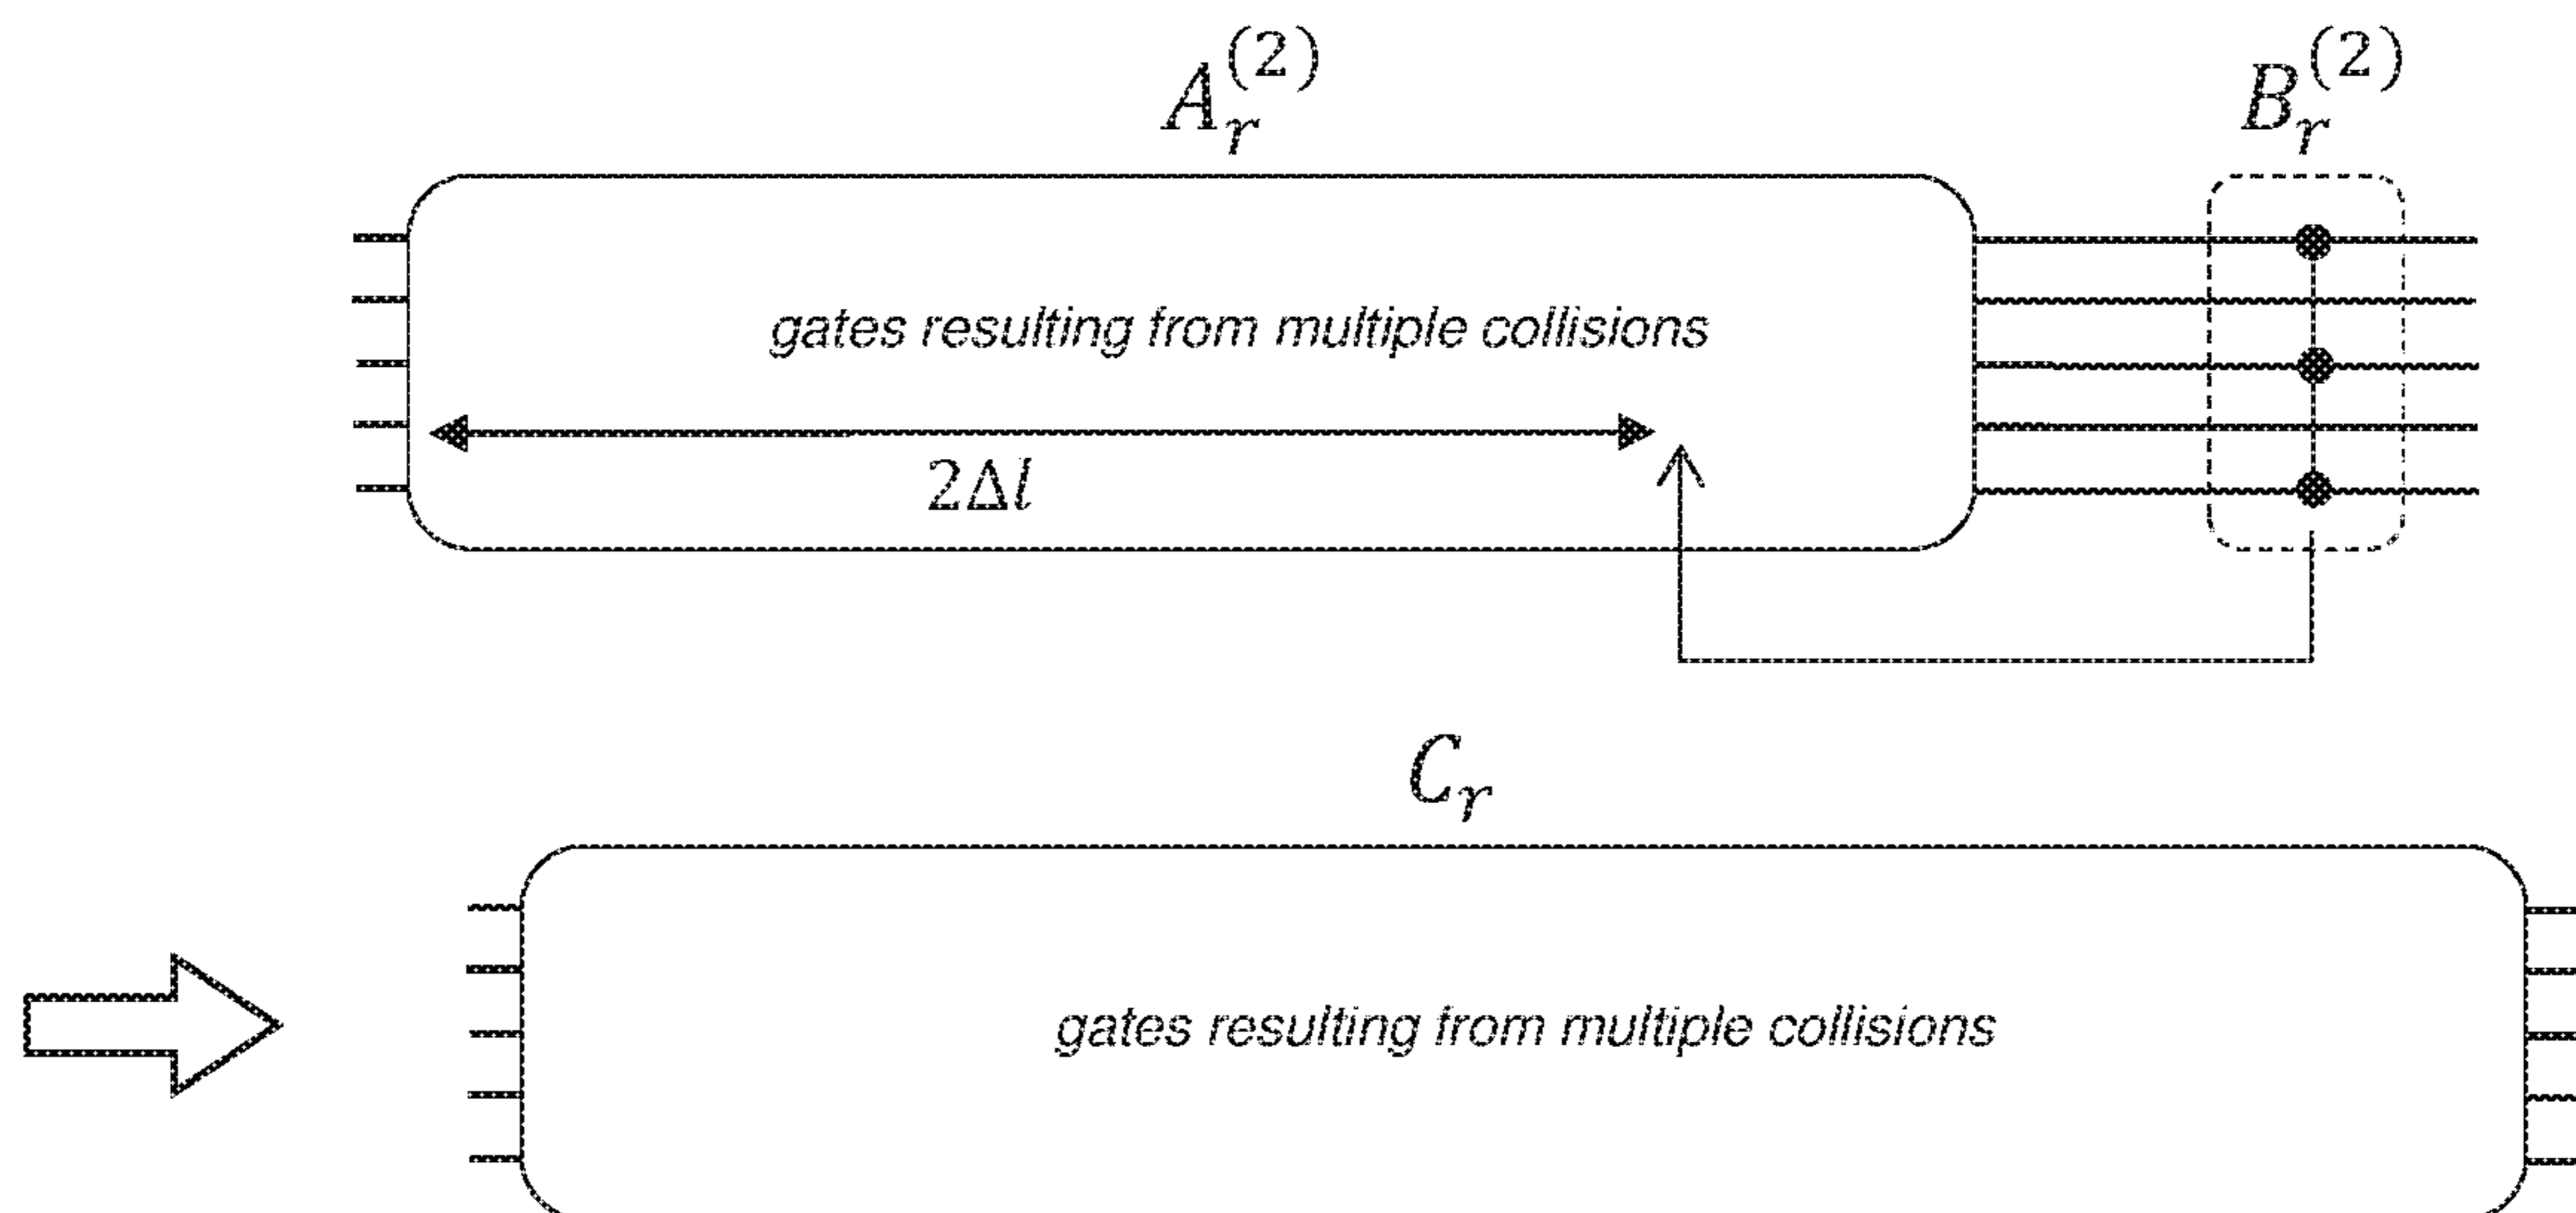 A_r^(2) B_r^(2)
gates resulting from multiple collisions
2Δl
C_r
gates resulting from multiple collisions